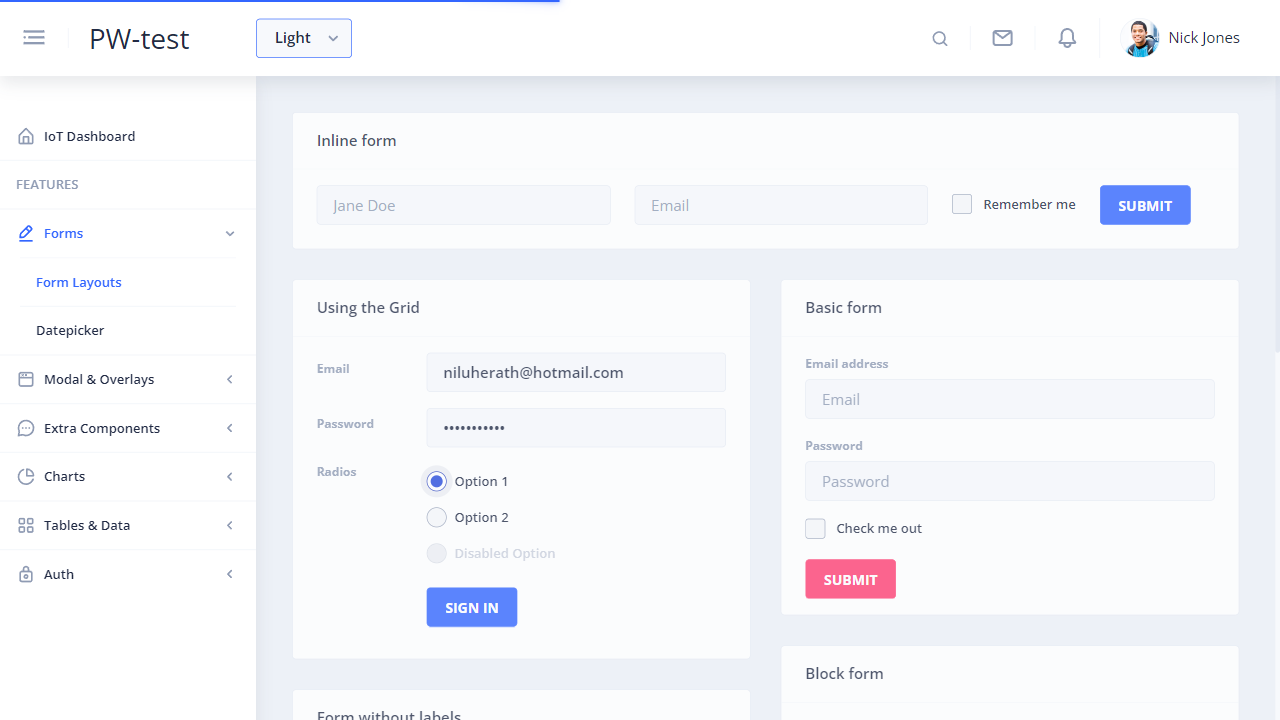 PW-test
Light
Nick Jones
IoT Dashboard
FEATURES
Forms
Form Layouts
Datepicker
Modal & Overlays
Extra Components
Charts
Tables & Data
Auth
Inline form
Jane Doe
Email
Remember me
SUBMIT
Using the Grid
Email
niluherath@hotmail.com
Password
•••••••••••
Radios
Option 1
Option 2
Disabled Option
SIGN IN
Form without labels
Basic form
Email address
Email
Password
Password
Check me out
SUBMIT
Block form